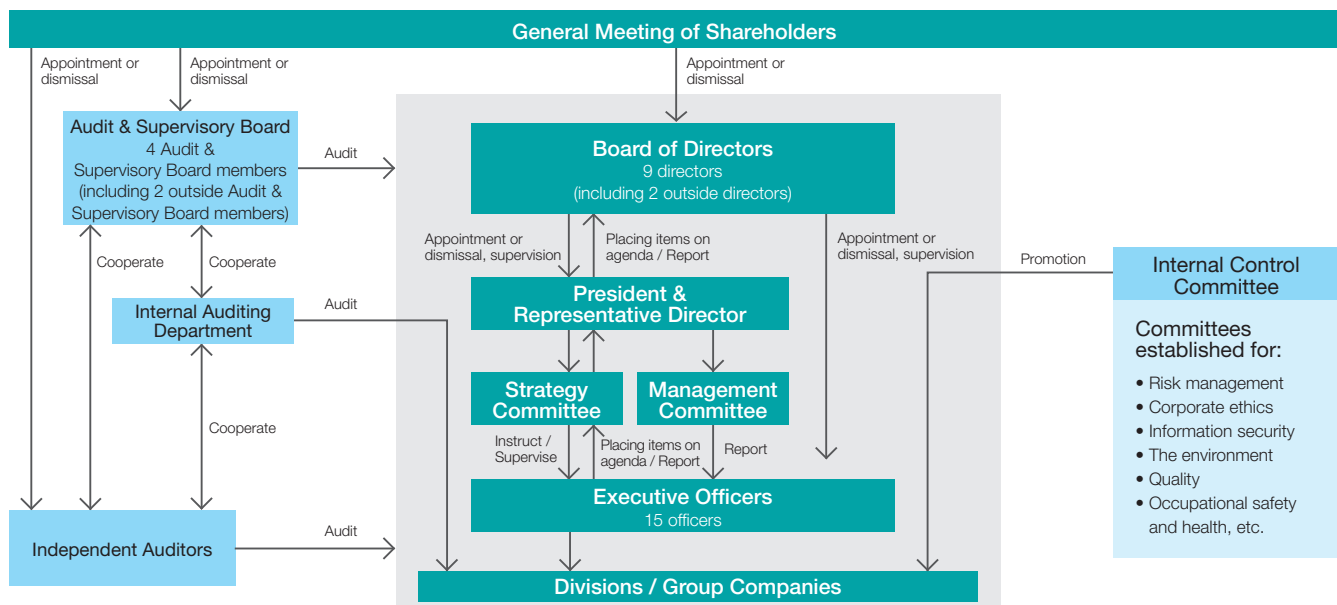 General Meeting of Shareholders
Appointment or
dismissal
Appointment or
dismissal
Appointment or
dismissal
Audit & Supervisory Board
4 Audit &
Supervisory Board members
(including 2 outside Audit &
Supervisory Board members)
Audit
Board of Directors
9 directors
(including 2 outside directors)
Cooperate
Cooperate
Appointment or
dismissal, supervision
Placing items on
agenda / Report
Appointment or
dismissal, supervision
Promotion
Internal Control
Committee
Internal Auditing
Department
Audit
President &
Representative Director
Committees
established for:
• Risk management
• Corporate ethics
• Information security
• The environment
• Quality
• Occupational safety
and health, etc.
Strategy
Committee
Management
Committee
Cooperate
Instruct /
Supervise
Placing items on
agenda / Report
Report
Executive Officers
15 officers
Independent Auditors
Audit
Divisions / Group Companies